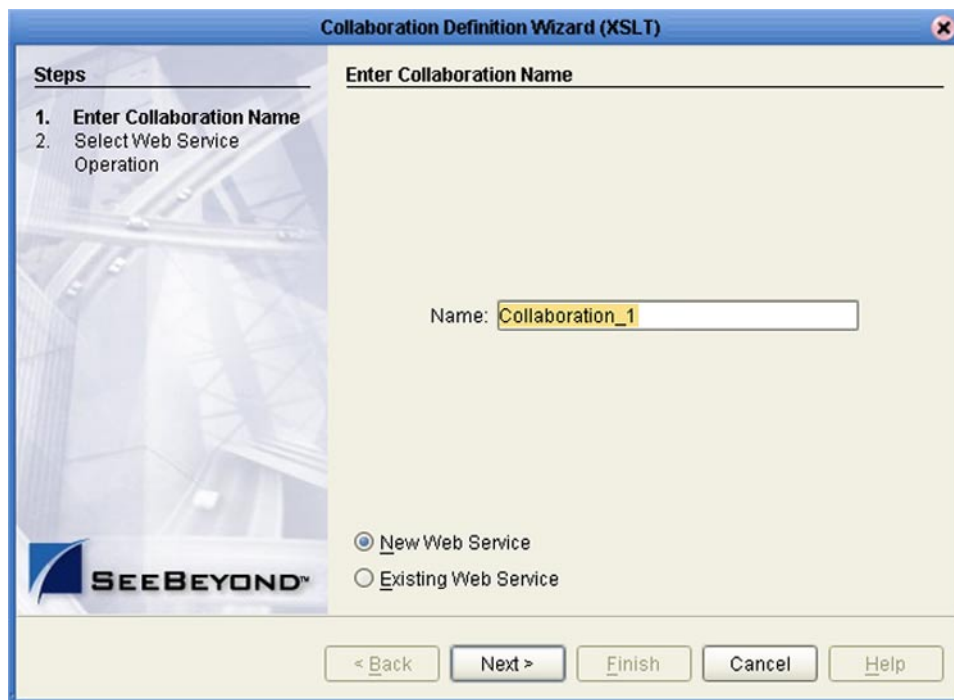 Collaboration Definition Wizard (XSLT)
Steps
1. Enter Collaboration Name
2. Select Web Service
Operation
SEEBEYOND™
Enter Collaboration Name
Name: Collaboration_1
New Web Service
Existing Web Service
< Back Next > Finish Cancel Help